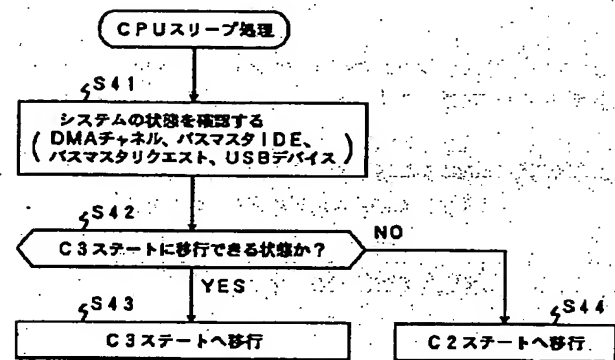 CPUスリープ処理
S41
システムの状態を確認する
(DMAチャネル、バスマスタIDE、
バスマスタリクエスト、USBデバイス)
S42
C3ステートに移行できる状態か?
NO
YES
S43
C3ステートへ移行
S44
C2ステートへ移行